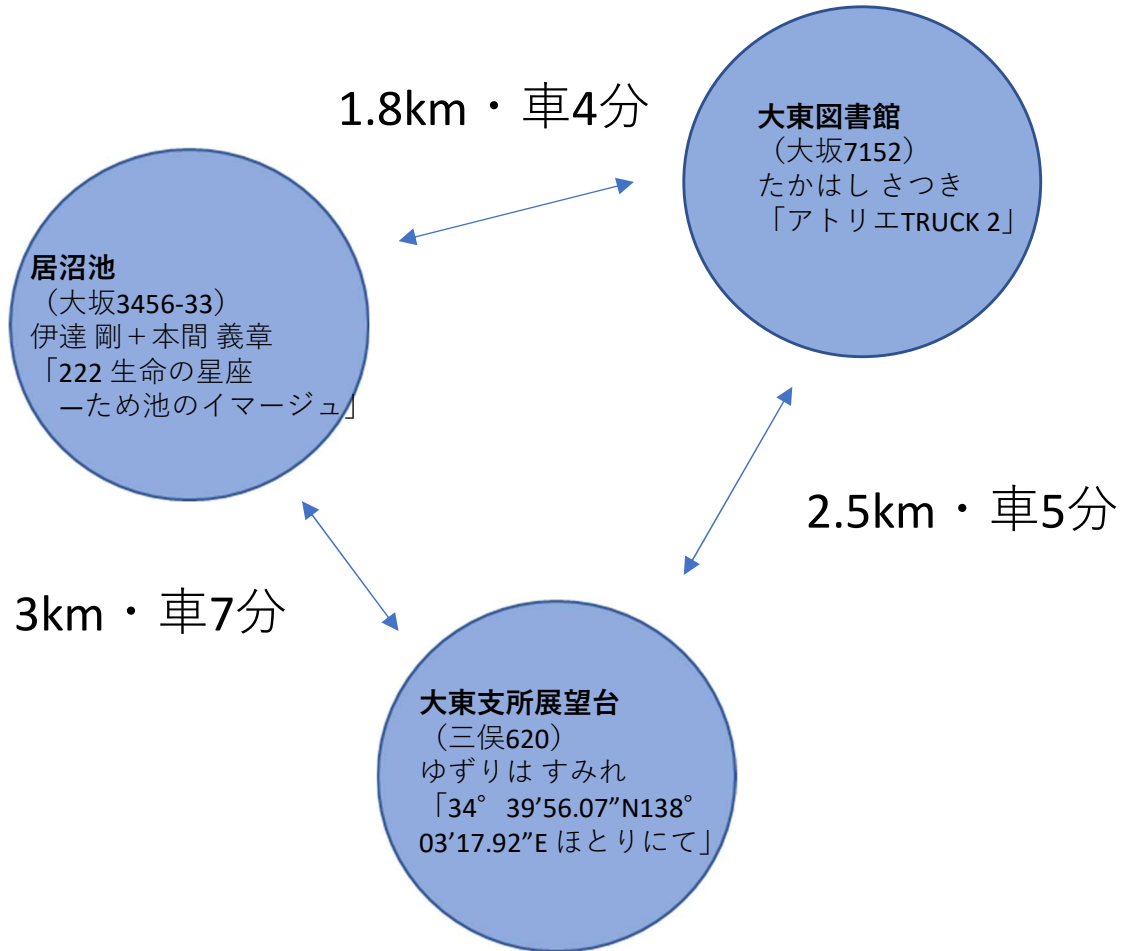 1.8km・車4分
大東図書館
（大坂7152）
たかはし さつき
「アトリエTRUCK 2」
居沼池
（大坂3456-33）
伊達 剛＋本間 義章
「222 生命の星座
―ため池のイマージュ」
2.5km・車5分
3km・車7分
大東支所展望台
（三俣620）
ゆずりは すみれ
「34° 39’56.07”N138°
03’17.92”E ほとりにて」